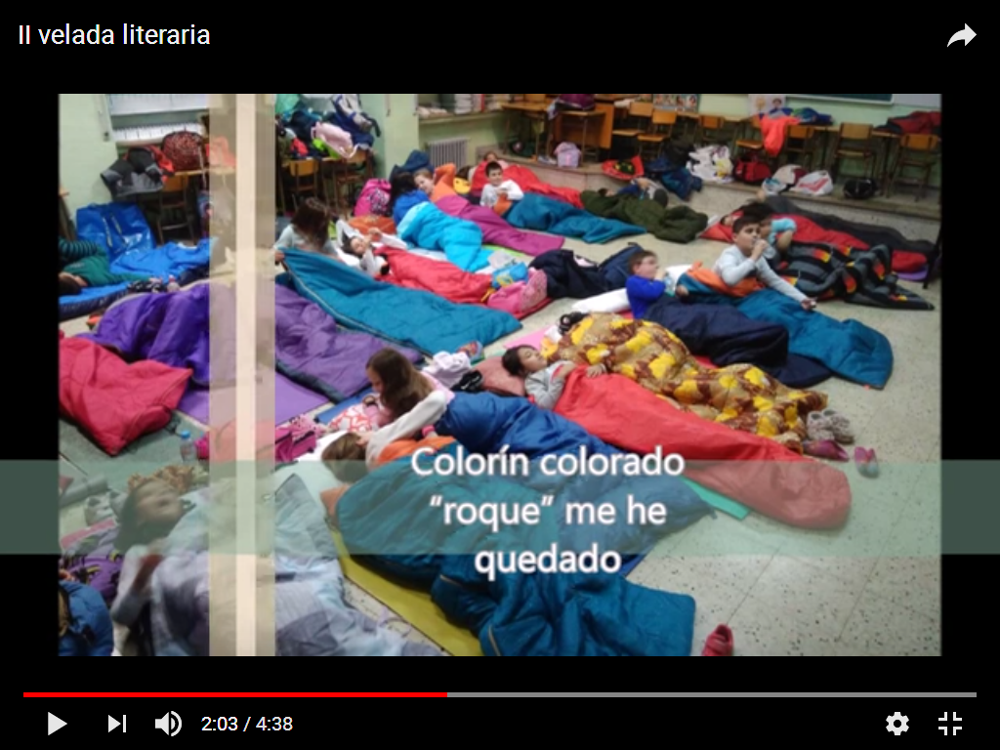 II velada literaria
Colorín colorado
“roque” me he
quedado
2:03 / 4:38